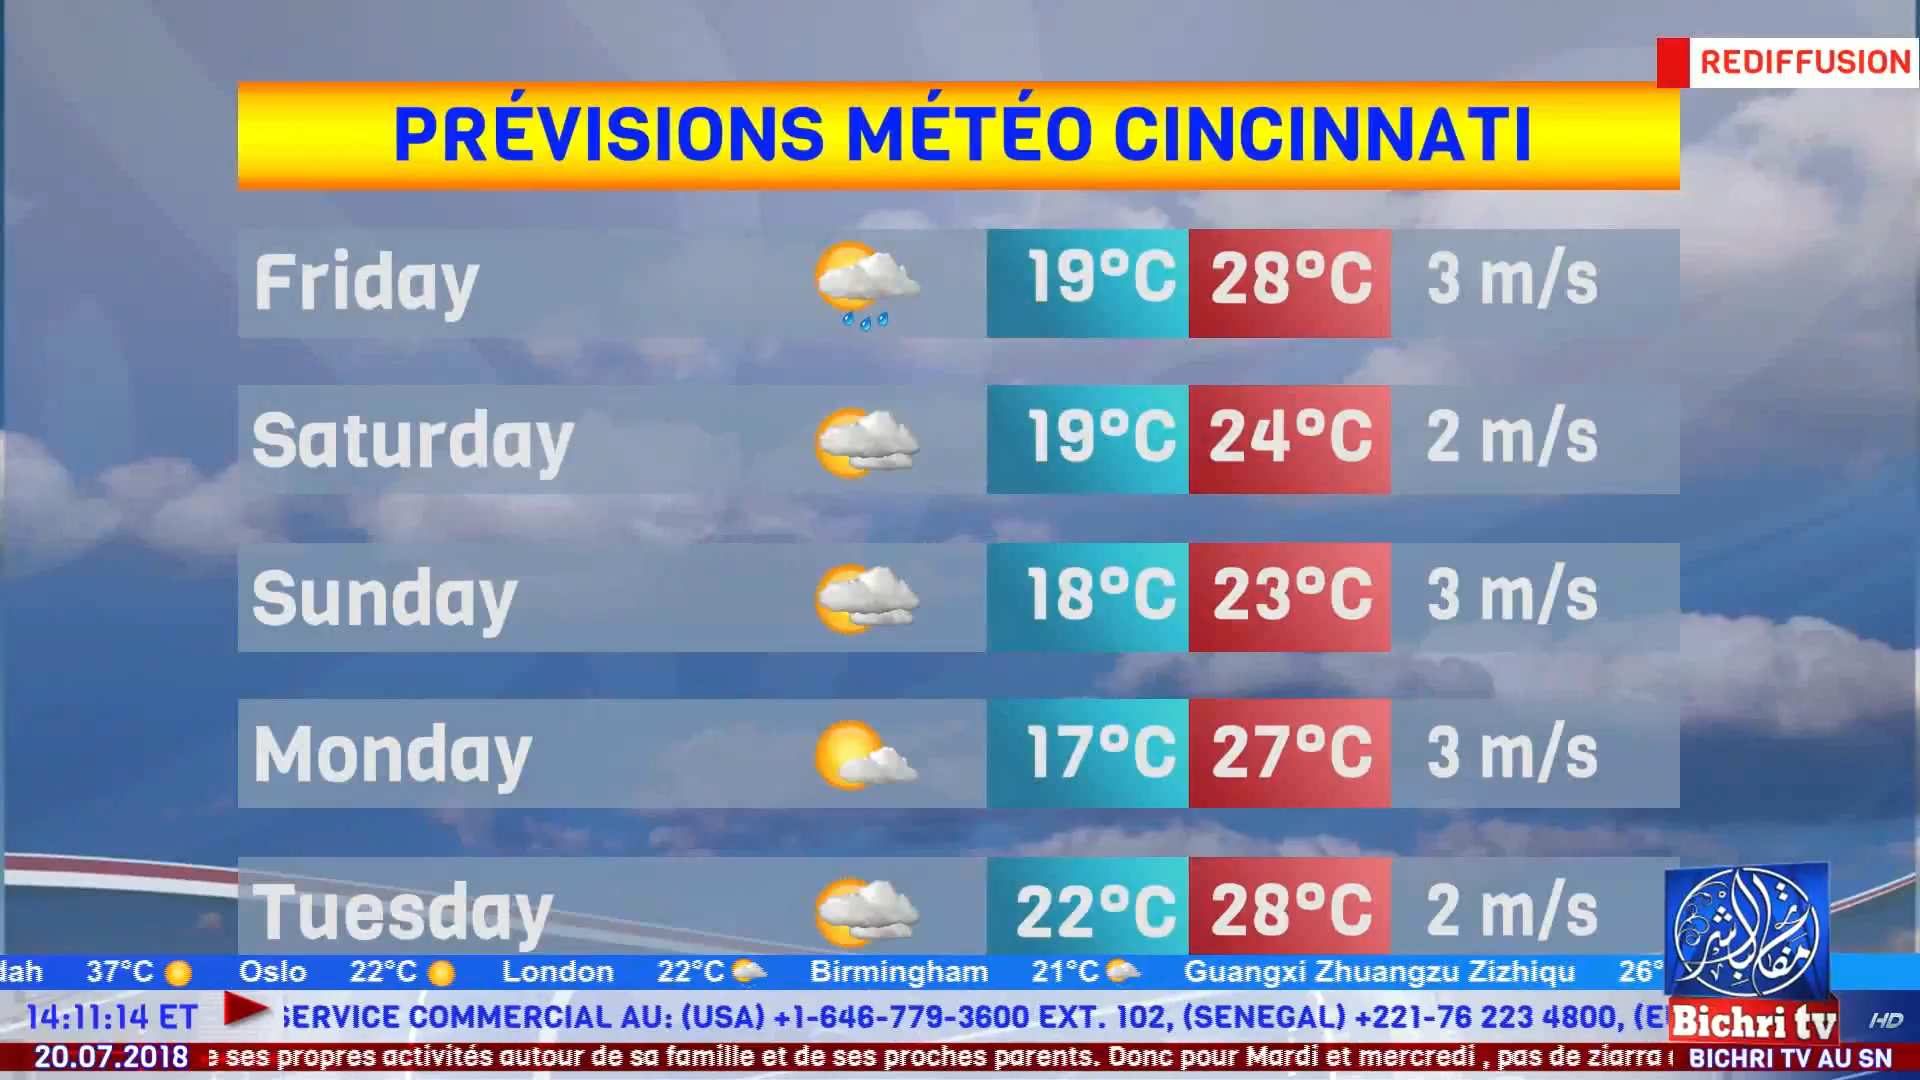 REDIFFUSION
PRÉVISIONS MÉTÉO CINCINNATI
Friday 19°C 28°C 3 m/s
Saturday 19°C 24°C 2 m/s
Sunday 18°C 23°C 3 m/s
Monday 17°C 27°C 3 m/s
Tuesday 22°C 28°C 2 m/s
dah 37°C Oslo 22°C London 22°C Birmingham 21°C Guangxi Zhuangzu Zizhiqu 26°
14:11:14 ET SERVICE COMMERCIAL AU: (USA) +1-646-779-3600 EXT. 102, (SENEGAL) +221-76 223 4800, (E
Bichri tv HD
20.07.2018 e ses propres activités autour de sa famille et de ses proches parents. Donc pour Mardi et mercredi , pas de ziarra
BICHRI TV AU SN